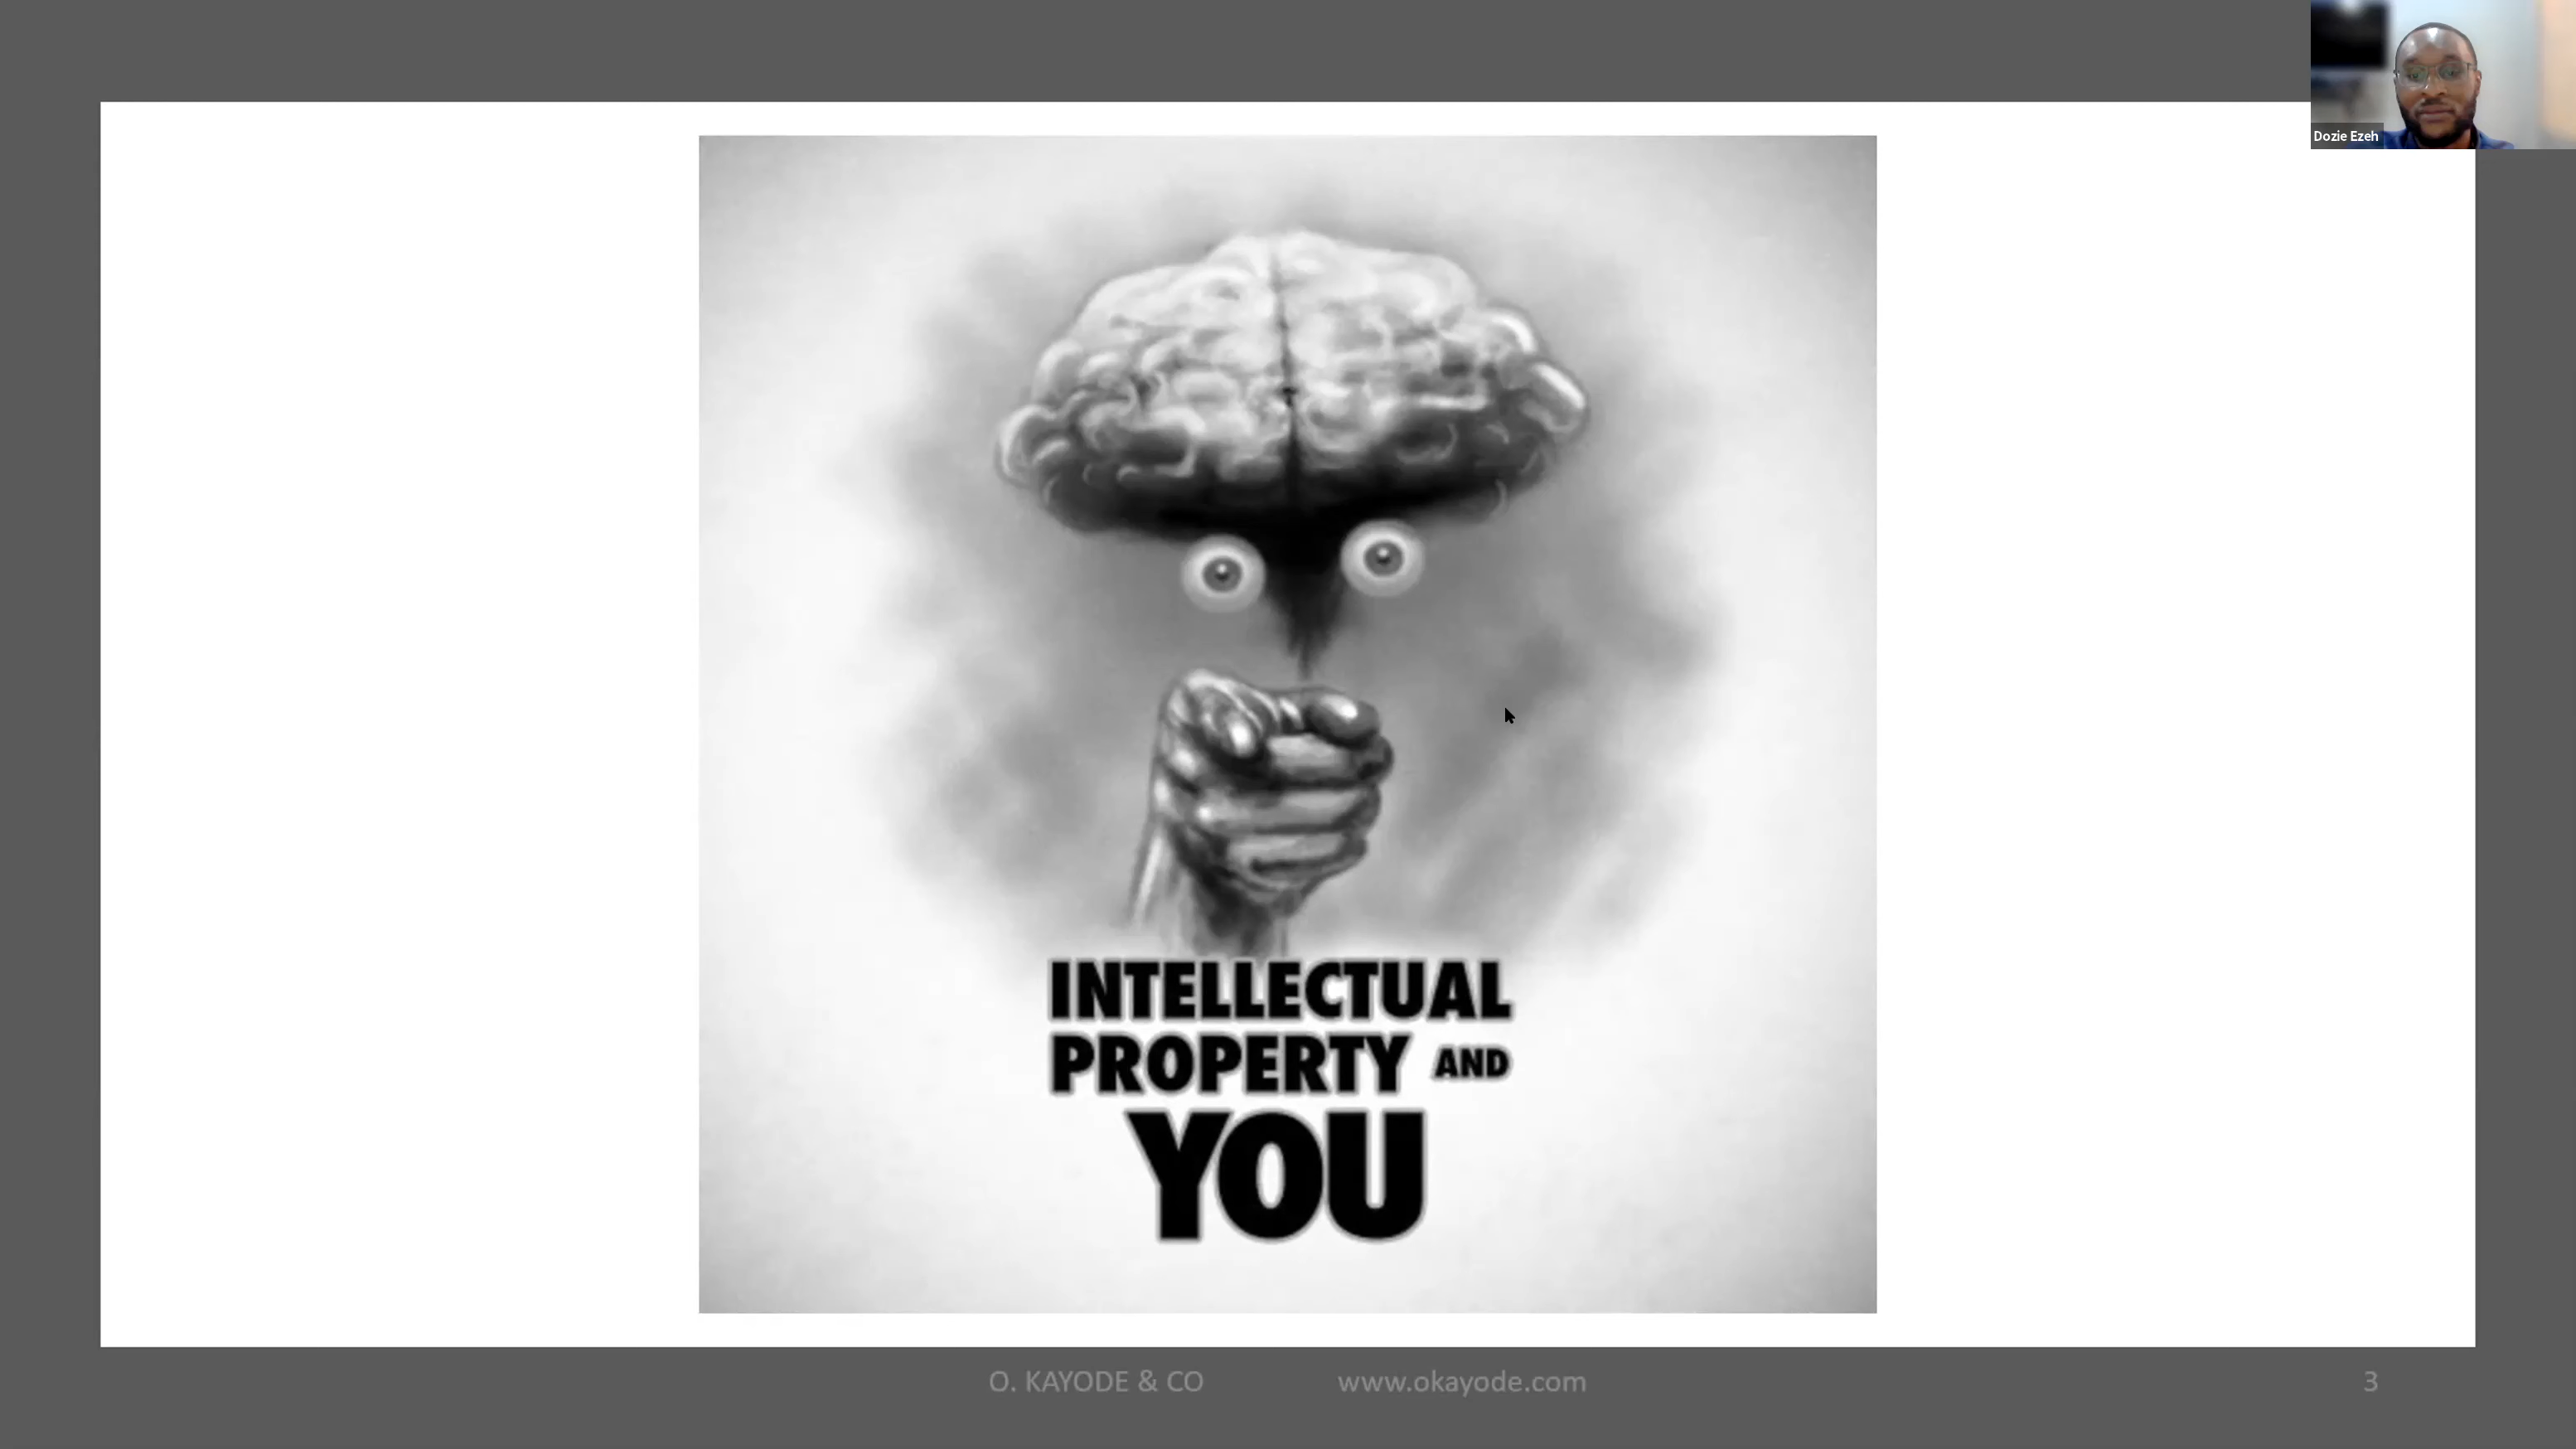 Dozie Ezeh
INTELLECTUAL
PROPERTY AND
YOU
O. KAYODE & CO
www.okayode.com
3